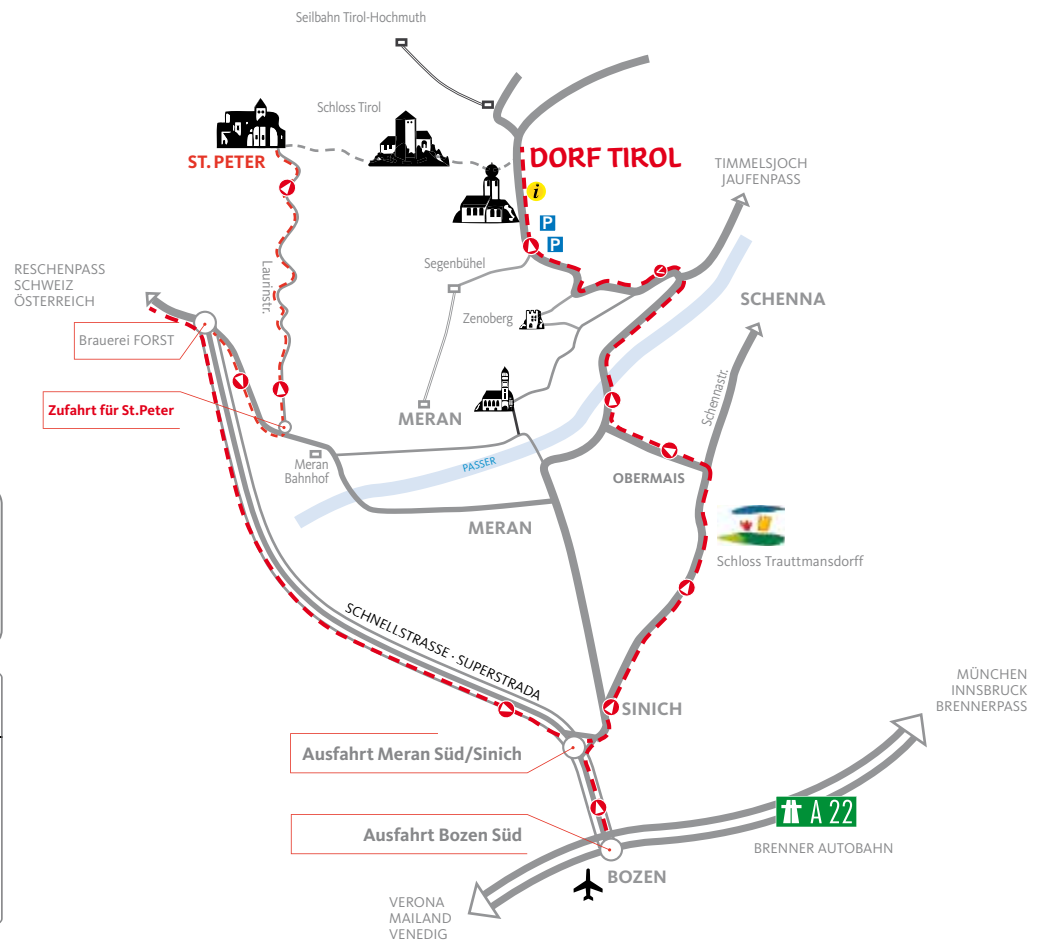 Seilbahn Tirol-Hochmuth
Schloss Tirol
ST. PETER
DORF TIROL
i
TIMMELSJOCH
JAUFENPASS
P
P
Segenbühel
RESCHENPASS
SCHWEIZ
ÖSTERREICH
Laurinstr.
SCHENNA
Zenoberg
Brauerei FORST
Schennastr.
Zufahrt für St.Peter
MERAN
Meran
Bahnhof
PASSER
OBERMAIS
MERAN
Schloss Trauttmansdorff
SCHNELLSTRASSE · SUPERSTRADA
MÜNCHEN
INNSBRUCK
BRENNERPASS
SINICH
Ausfahrt Meran Süd/Sinich
A 22
Ausfahrt Bozen Süd
BRENNER AUTOBAHN
BOZEN
VERONA
MAILAND
VENEDIG